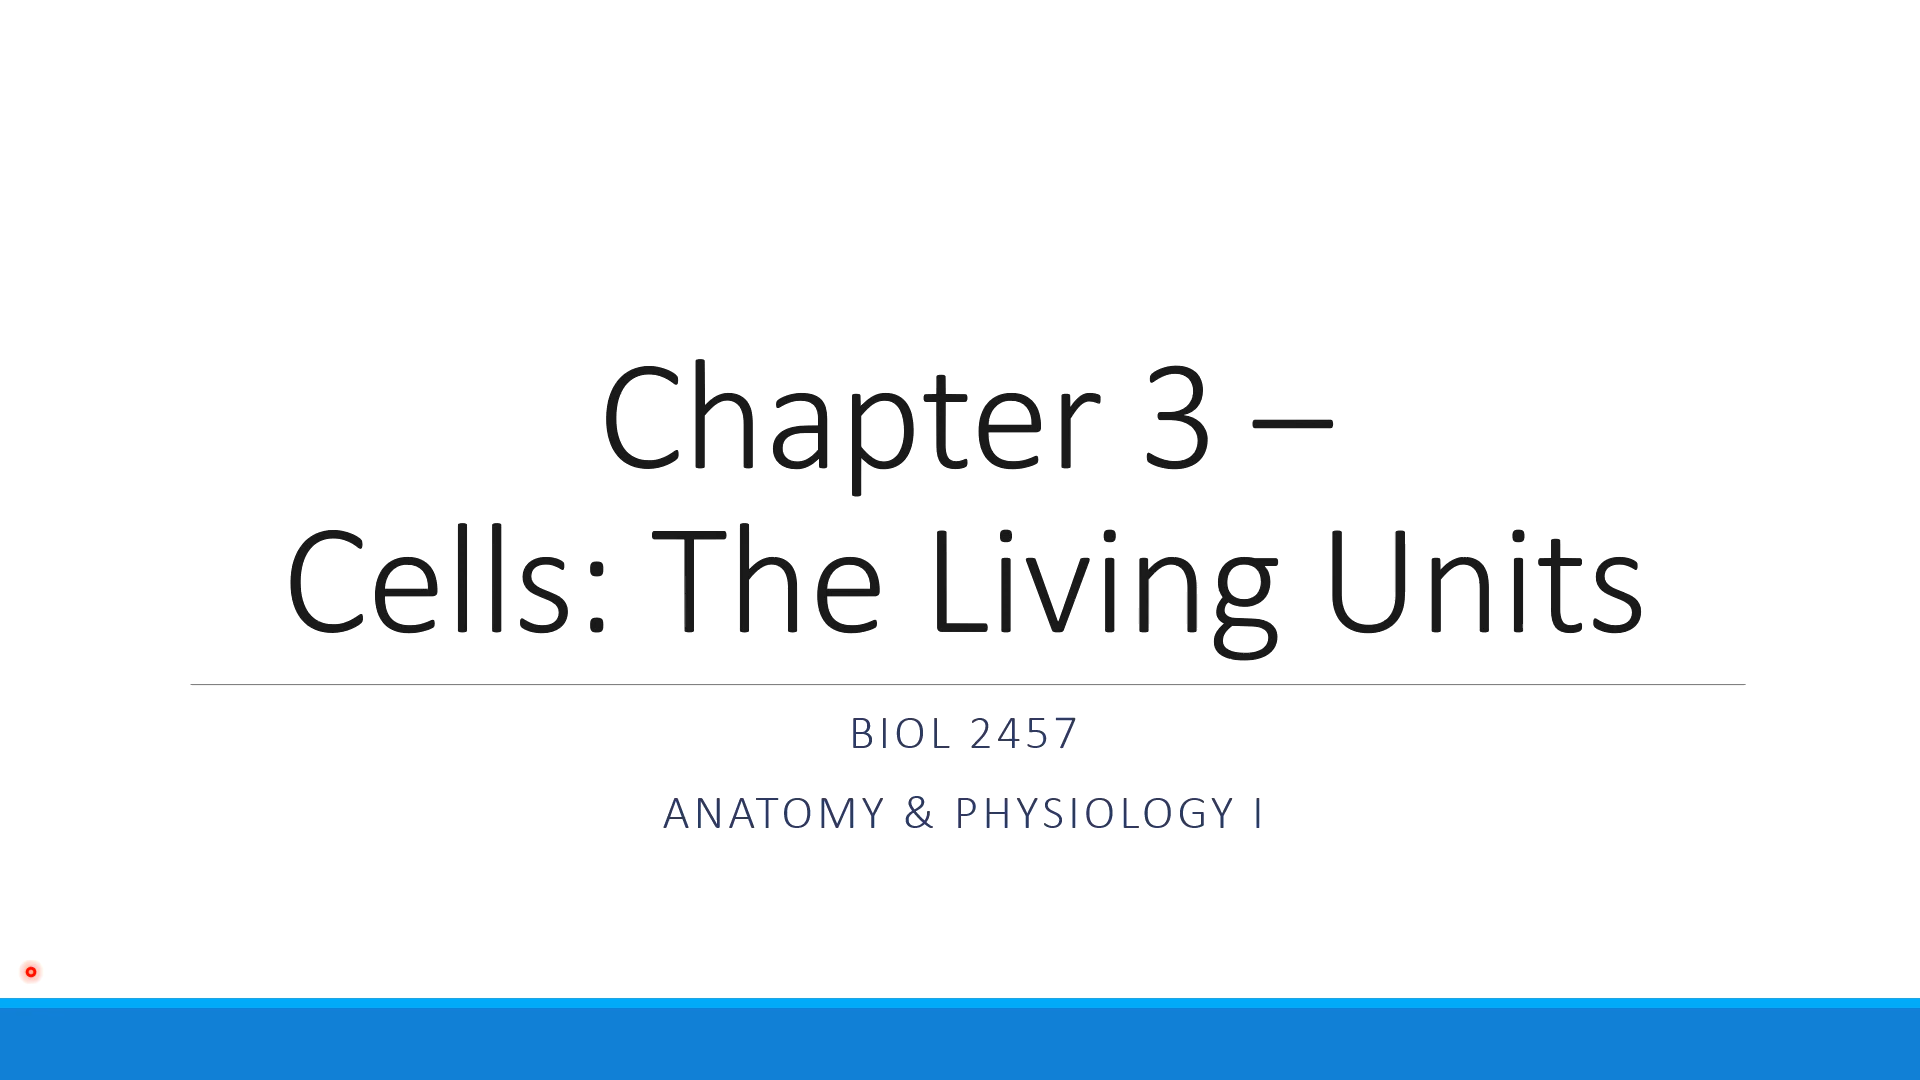 Chapter 3 –
Cells: The Living Units
BIOL 2457
ANATOMY & PHYSIOLOGY I